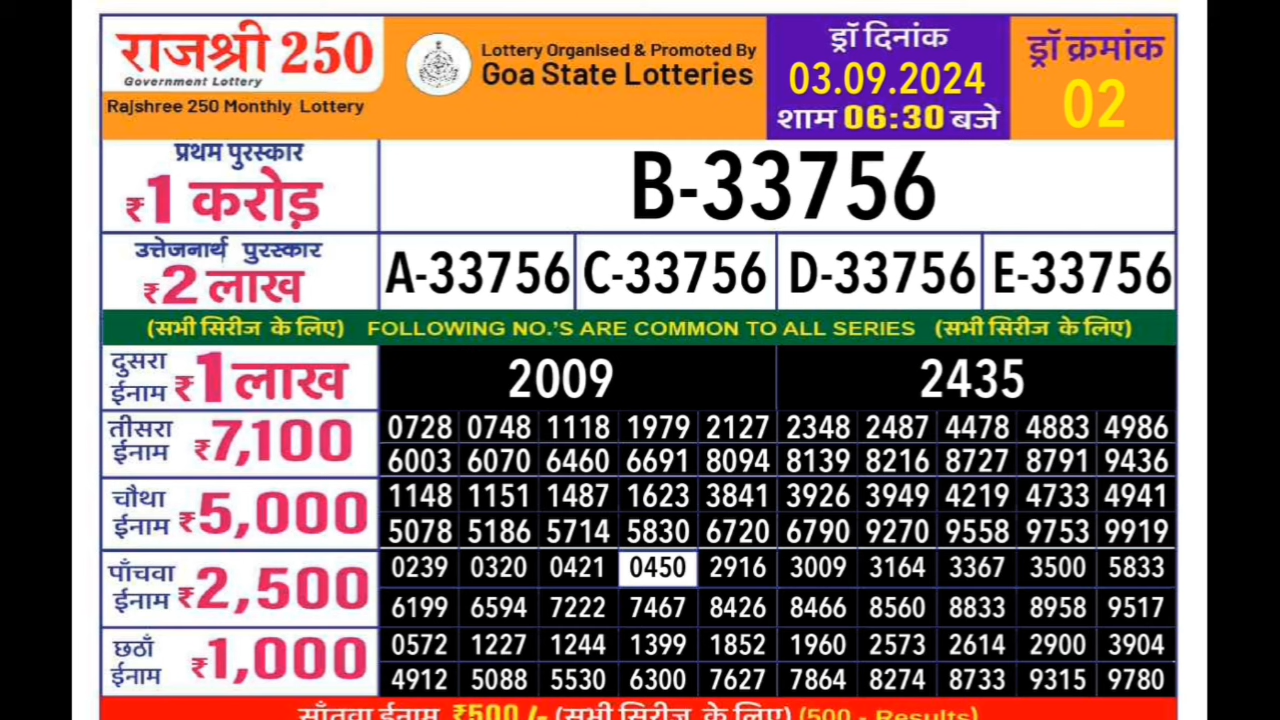 राजश्री 250
Government Lottery
Rajshree 250 Monthly Lottery
Lottery Organised & Promoted By
Goa State Lotteries
ड्रॉ दिनांक
03.09.2024
शाम 06:30 बजे
ड्रॉ क्रमांक
02
प्रथम पुरस्कार
₹1 करोड़
B-33756
उत्तेजनार्थ पुरस्कार
₹2 लाख
A-33756 C-33756 D-33756 E-33756
(सभी सिरीज के लिए) FOLLOWING NO.'S ARE COMMON TO ALL SERIES (सभी सिरीज के लिए)
दुसरा
ईनाम ₹1 लाख
2009 2435
तीसरा
ईनाम ₹7,100
0728 0748 1118 1979 2127 2348 2487 4478 4883 4986
6003 6070 6460 6691 8094 8139 8216 8727 8791 9436
चौथा
ईनाम ₹5,000
1148 1151 1487 1623 3841 3926 3949 4219 4733 4941
5078 5186 5714 5830 6720 6790 9270 9558 9753 9919
पाँचवा
ईनाम ₹2,500
0239 0320 0421 0450 2916 3009 3164 3367 3500 5833
6199 6594 7222 7467 8426 8466 8560 8833 8958 9517
छठाँ
ईनाम ₹1,000
0572 1227 1244 1399 1852 1960 2573 2614 2900 3904
4912 5088 5530 6300 7627 7864 8274 8733 9315 9780
साँतवा ईनाम ₹500/- (सभी सिरीज के लिए) (500 - Results)